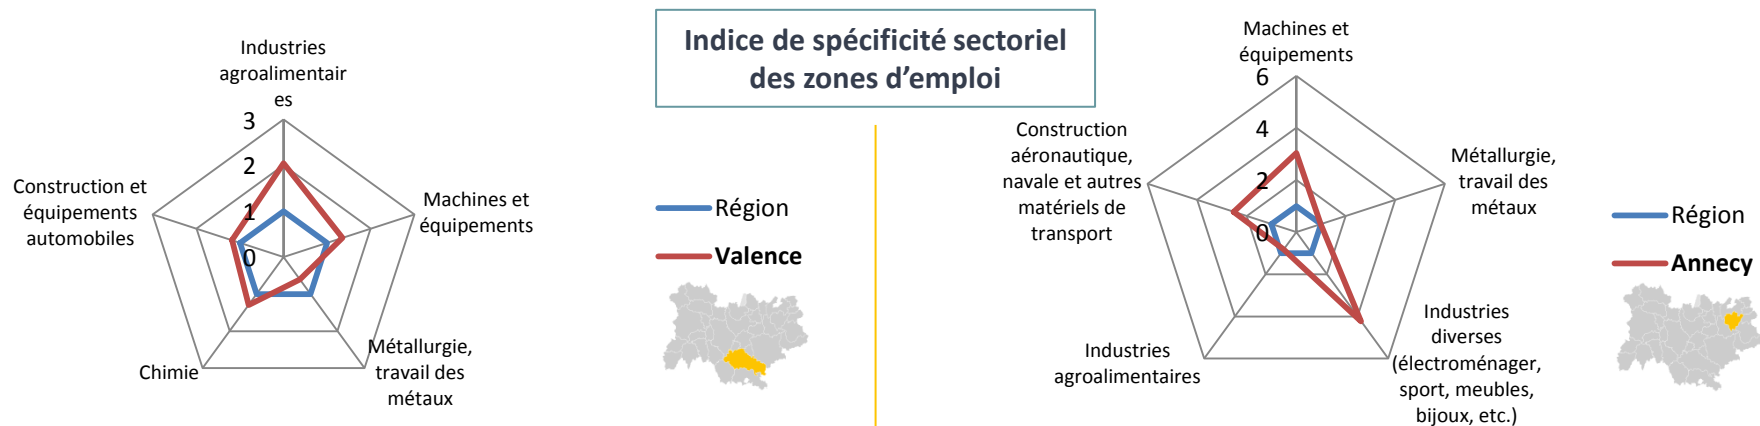 Indice de spécificité sectoriel
des zones d’emploi
Industries
agroalimentair
es
3
2
1
0
Construction et
équipements
automobiles
Machines et
équipements
Chimie
Métallurgie,
travail des
métaux
Région
Valence
Machines et
équipements
6
4
2
0
Construction
aéronautique,
navale et autres
matériels de
transport
Métallurgie,
travail des
métaux
Industries
agroalimentaires
Industries
diverses
(électroménager,
sport, meubles,
bijoux, etc.)
Région
Annecy